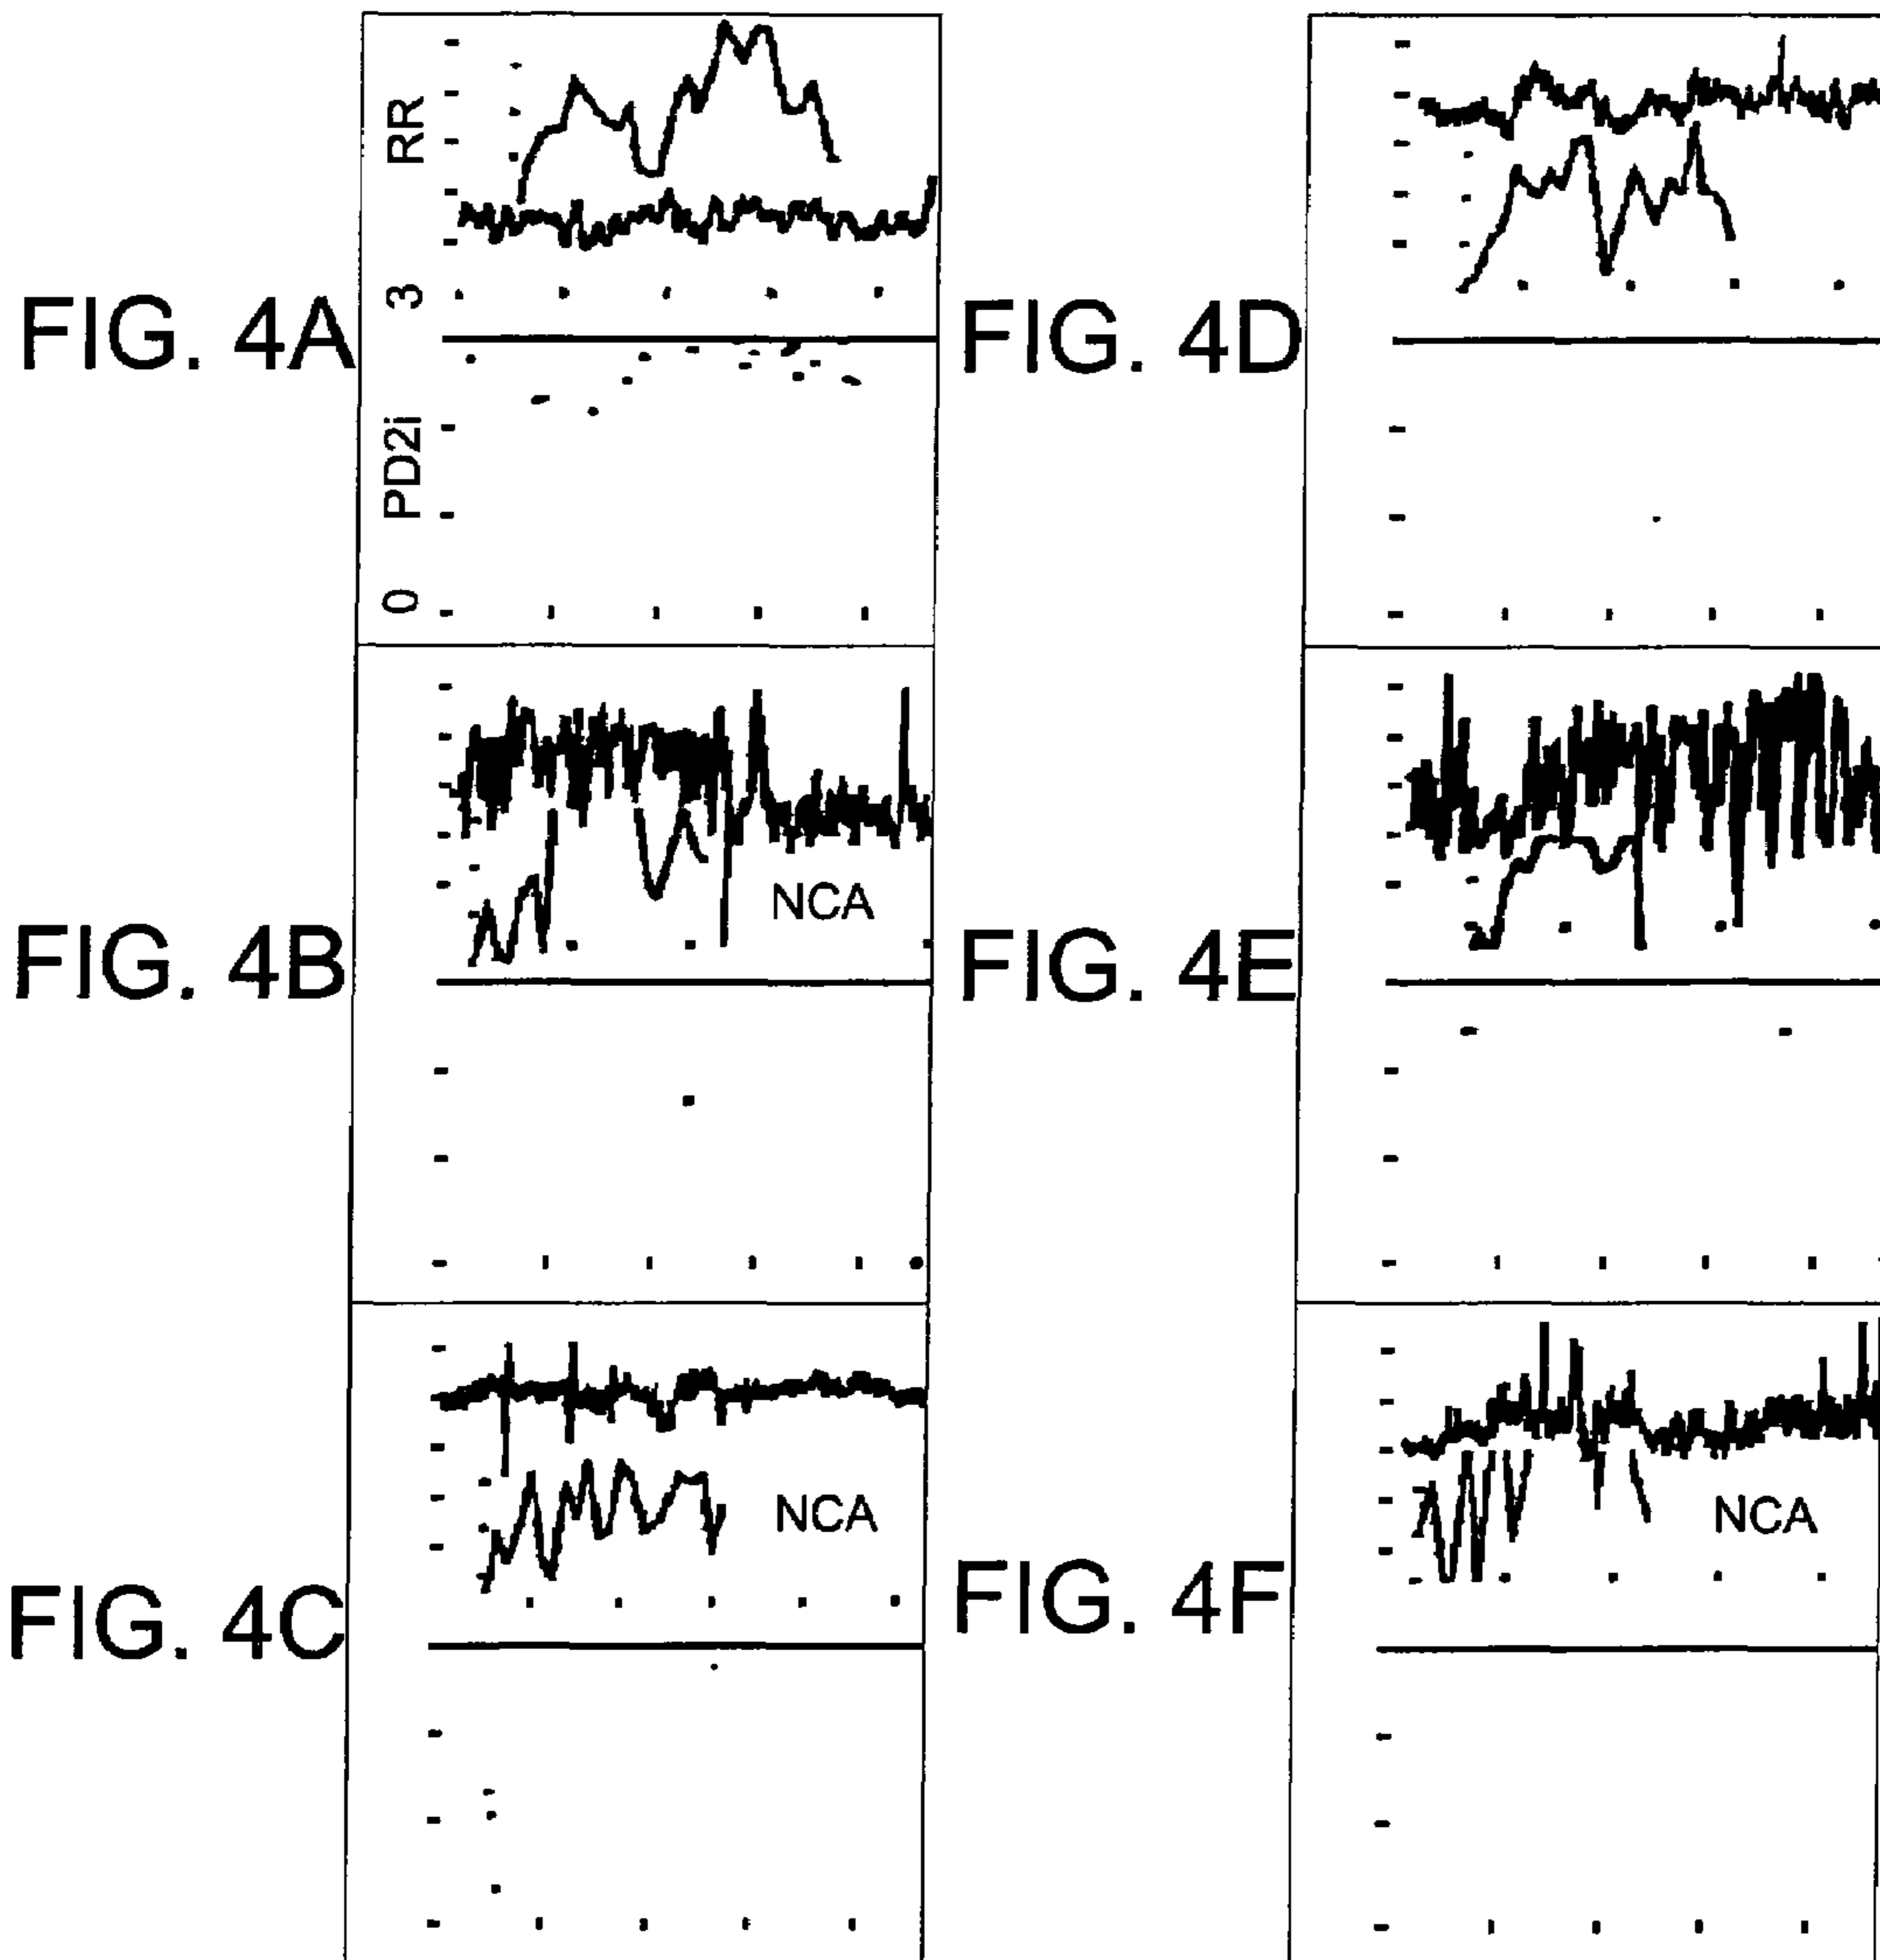 FIG. 4A
RR
3
PD2i
0
FIG. 4B
NCA
FIG. 4C
NCA
FIG. 4D
FIG. 4E
FIG. 4F
NCA